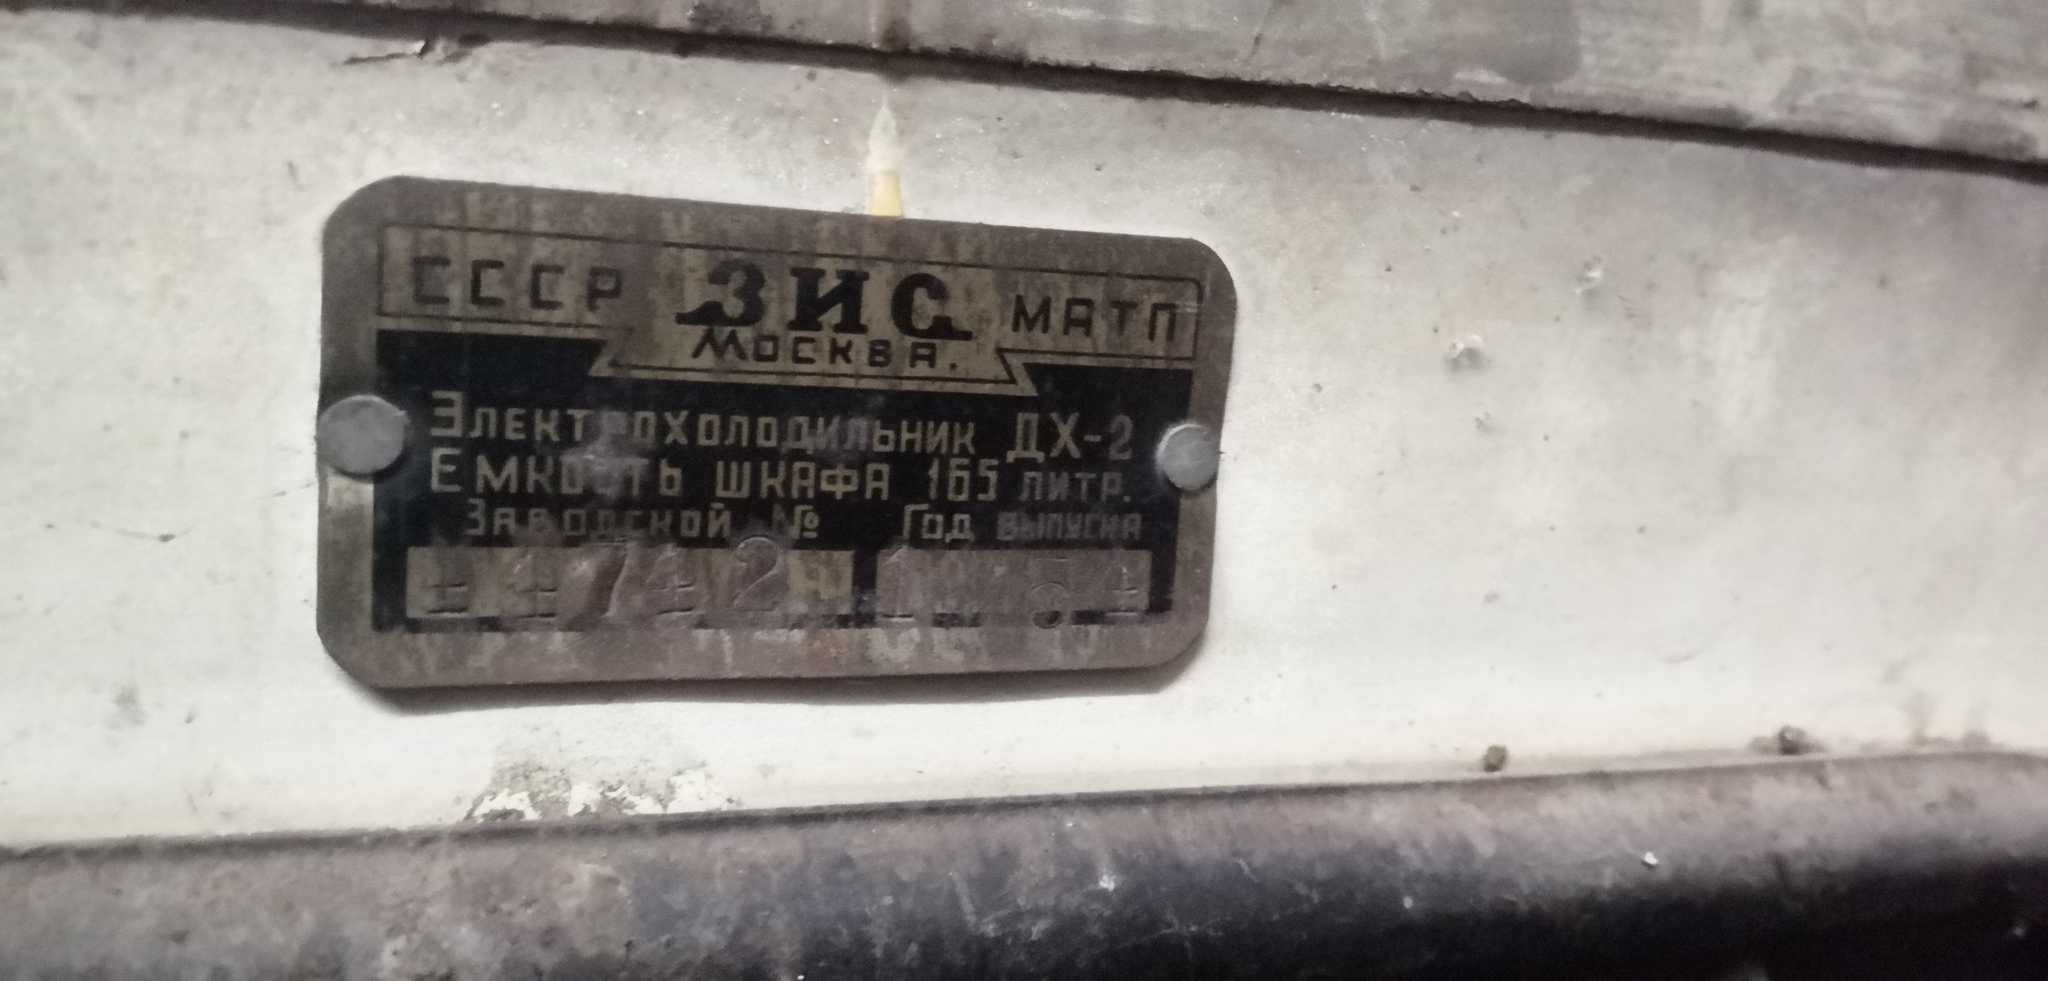 СССР ЗИС МАТП
Москва.
Электрохолодильник ДХ-2
Емкость шкафа 165 литр.
Заводской № Год выпуска